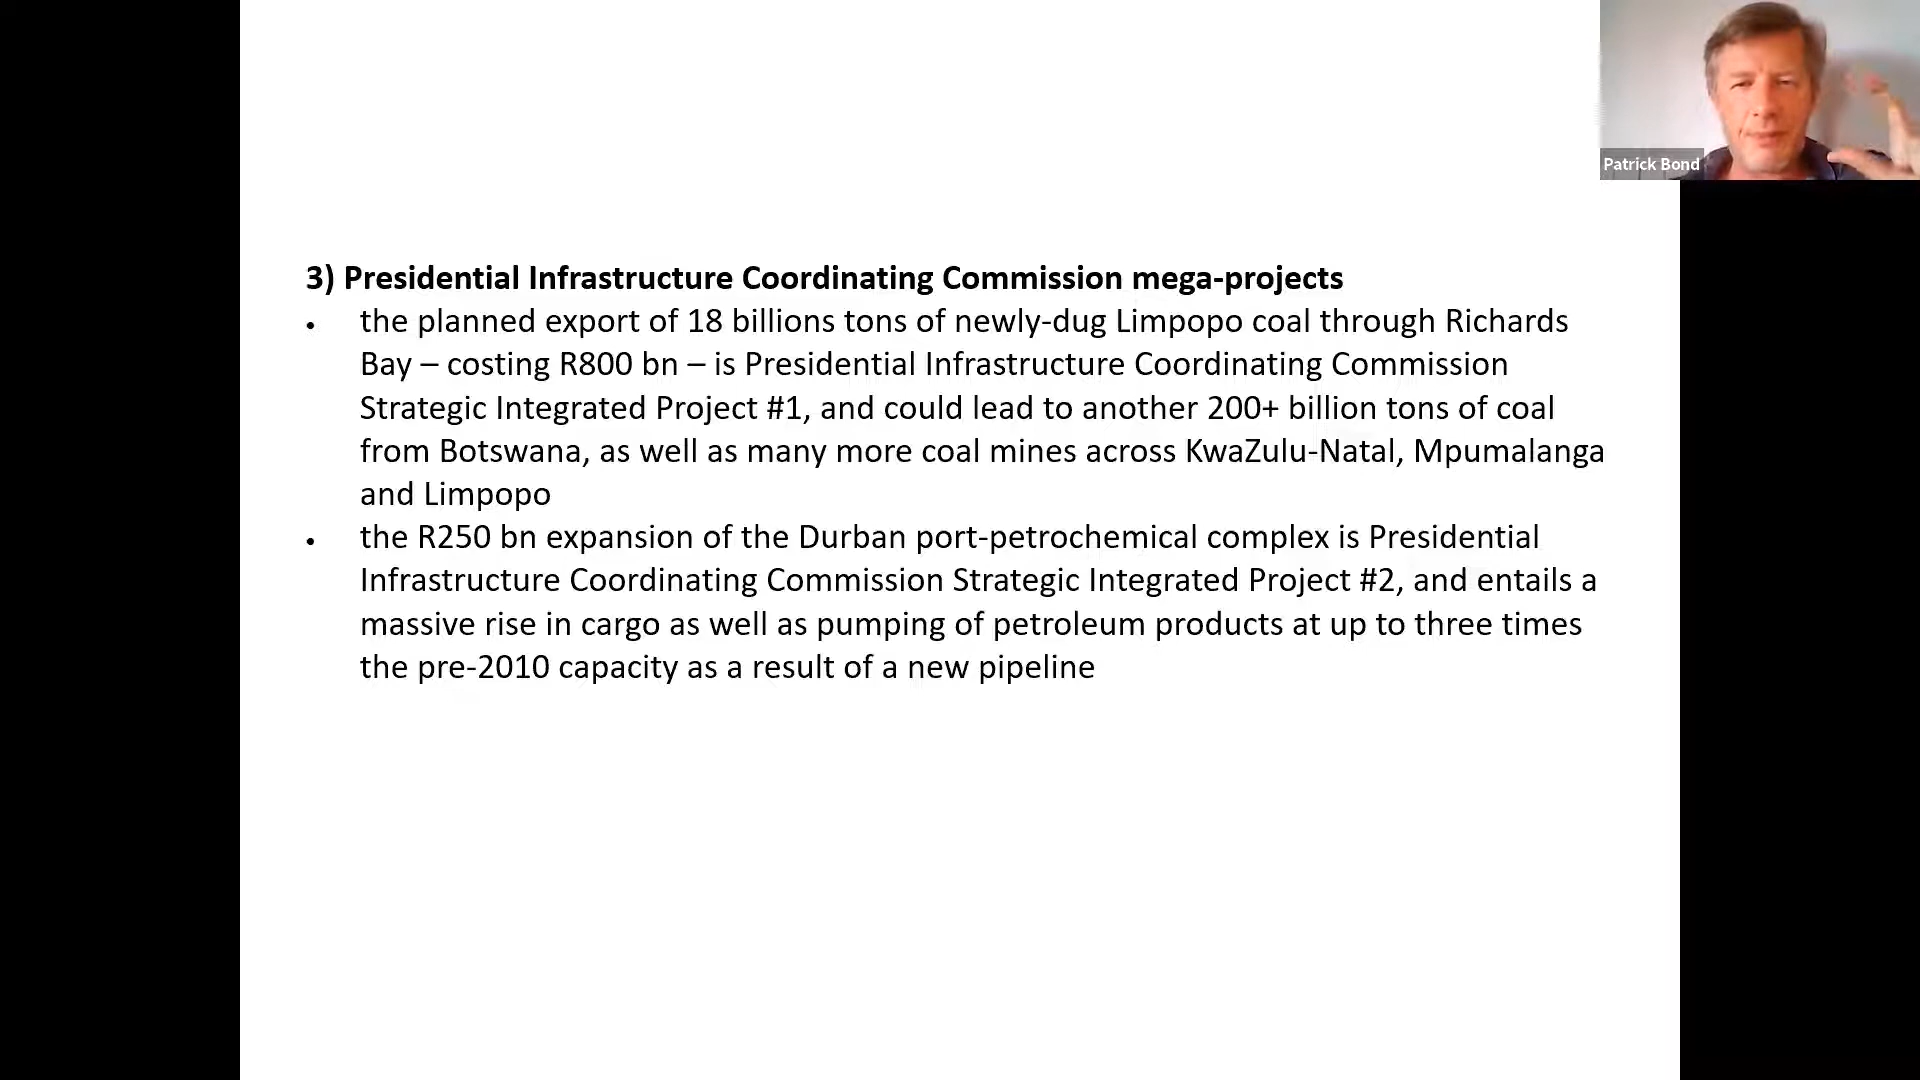 Patrick Bond
3) Presidential Infrastructure Coordinating Commission mega-projects
• the planned export of 18 billions tons of newly-dug Limpopo coal through Richards
Bay – costing R800 bn – is Presidential Infrastructure Coordinating Commission
Strategic Integrated Project #1, and could lead to another 200+ billion tons of coal
from Botswana, as well as many more coal mines across KwaZulu-Natal, Mpumalanga
and Limpopo
• the R250 bn expansion of the Durban port-petrochemical complex is Presidential
Infrastructure Coordinating Commission Strategic Integrated Project #2, and entails a
massive rise in cargo as well as pumping of petroleum products at up to three times
the pre-2010 capacity as a result of a new pipeline